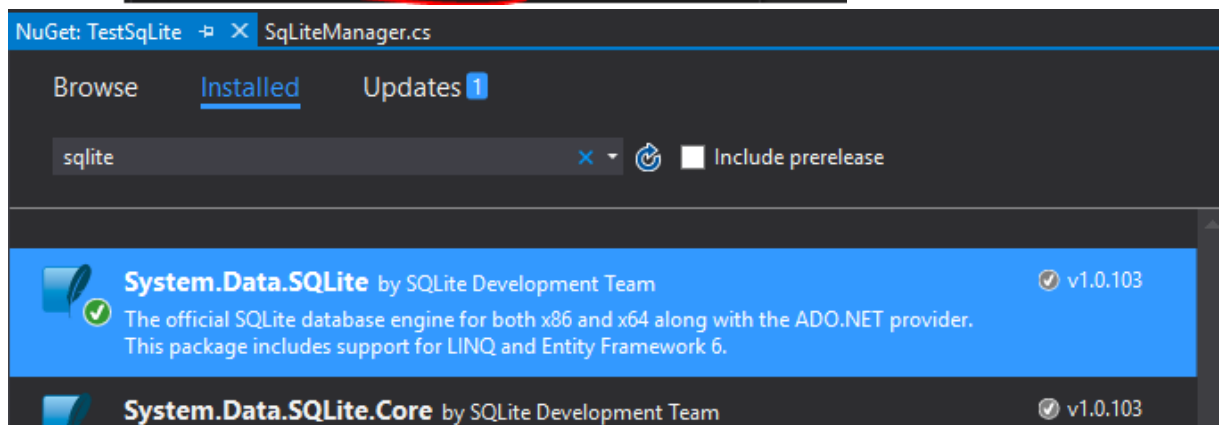 NuGet: TestSqLite SqLiteManager.cs
Browse Installed Updates 1
sqlite Include prerelease
System.Data.SQLite by SQLite Development Team v1.0.103
The official SQLite database engine for both x86 and x64 along with the ADO.NET provider.
This package includes support for LINQ and Entity Framework 6.
System.Data.SQLite.Core by SQLite Development Team v1.0.103